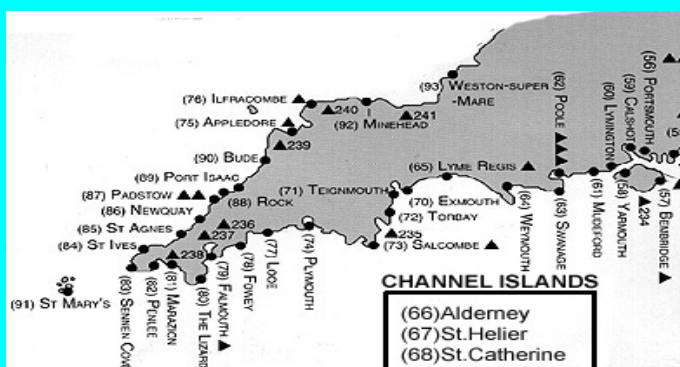 (93) WESTON-SUPER
-MARE
(76) ILFRACOMBE
240
(92) MINEHEAD
241
(75) APPLEDORE
239
(90) BUDE
(89) PORT ISAAC
(87) PADSTOW
(88) ROCK
(86) NEWQUAY
(85) ST AGNES
(84) ST IVES
236
237
238
(91) ST MARY'S
(83) SENNEN COVE
(82) PENLEE
(81) MARAZION
(80) THE LIZARD
(79) FALMOUTH
(78) FOWEY
(77) LOOE
(74) PLYMOUTH
(71) TEIGNMOUTH
(65) LYME REGIS
(70) EXMOUTH
(72) TORBAY
235
(73) SALCOMBE
(64) WEYMOUTH
(63) SWANAGE
(62) POOLE
(61) MUDEFORD
(60) LYMINGTON
(59) CALSHOT
(56) PORTSMOUTH
(58) YARMOUTH
234
(57) BEMBRIDGE
CHANNEL ISLANDS
(66)Alderney
(67)St.Helier
(68)St.Catherine